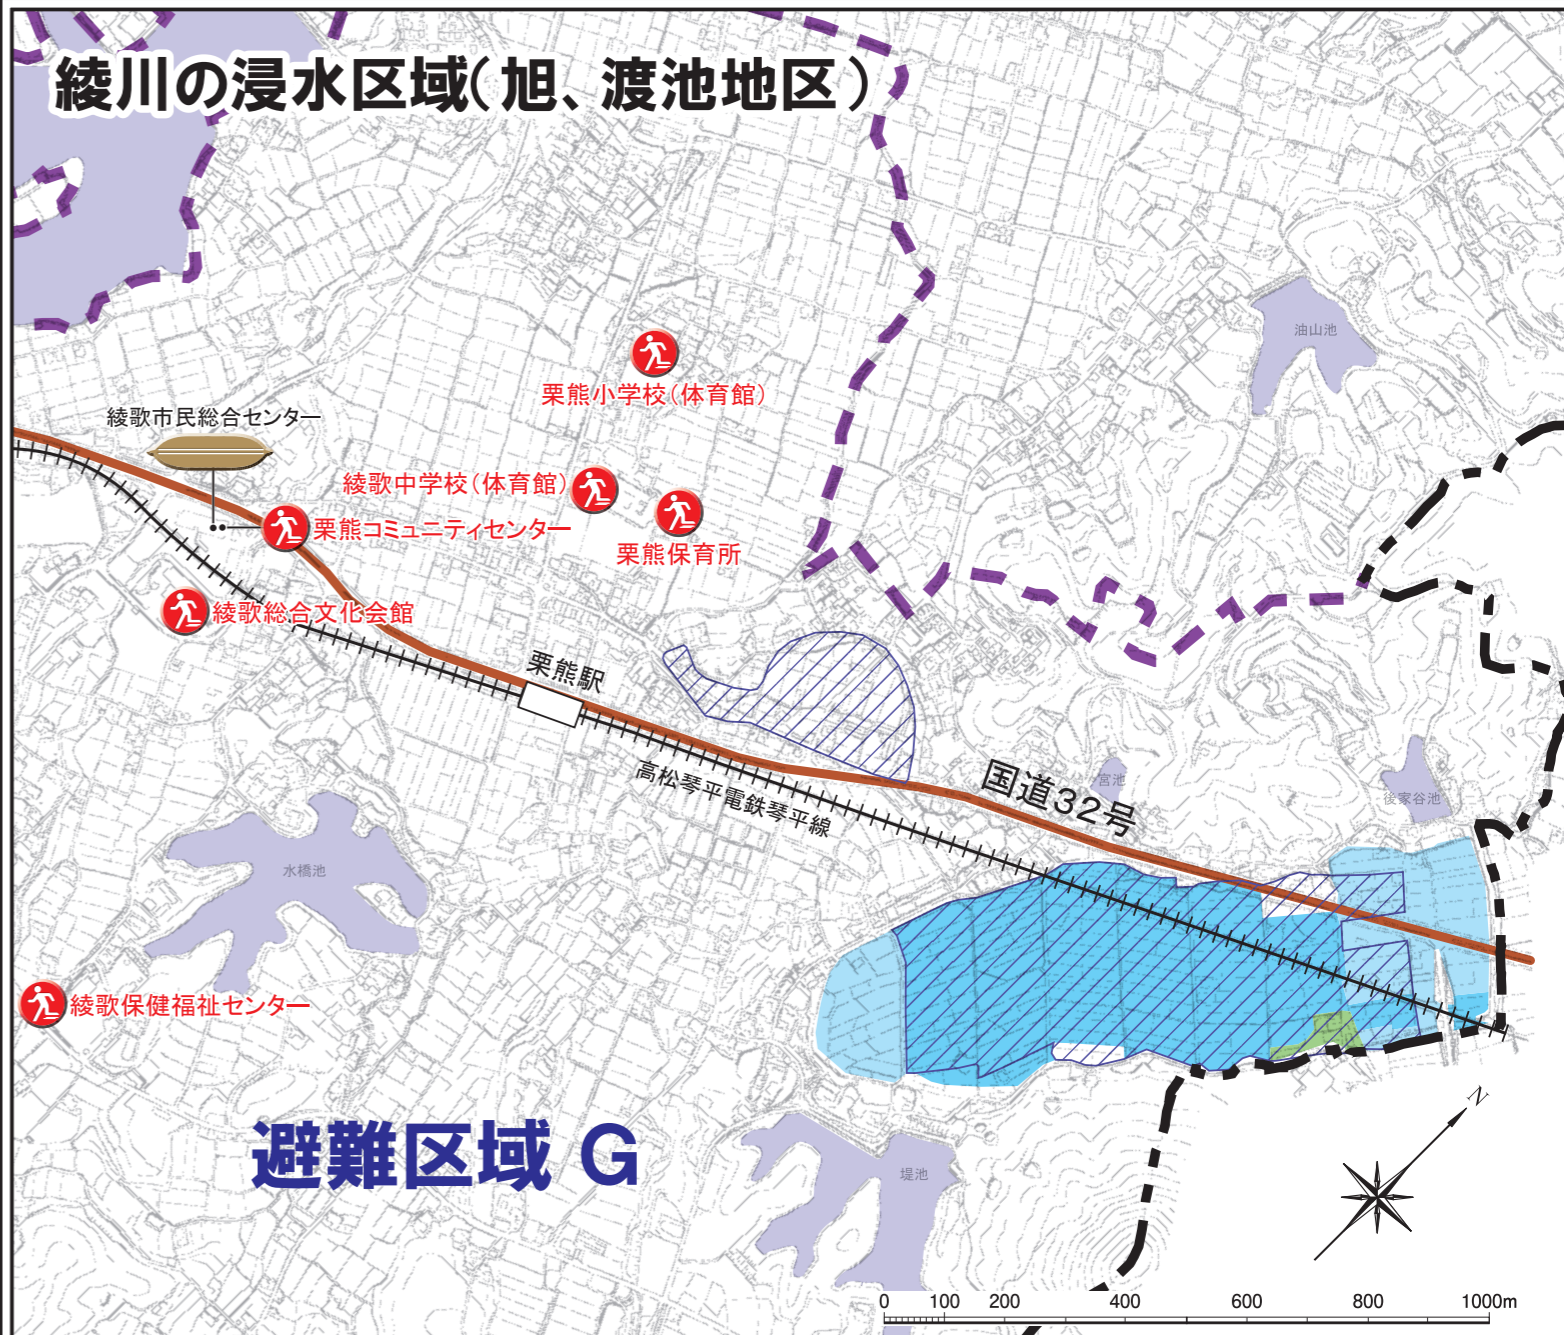 綾川の浸水区域(旭、渡池地区)
油山池
栗熊小学校(体育館)
綾歌市民総合センター
綾歌中学校(体育館)
栗熊コミュニティセンター
栗熊保育所
綾歌総合文化会館
栗熊駅
高松琴平電鉄琴平線
国道32号
宮池
後家谷池
水橋池
綾歌保健福祉センター
避難区域 G
堤池
N
0 100 200 400 600 800 1000m